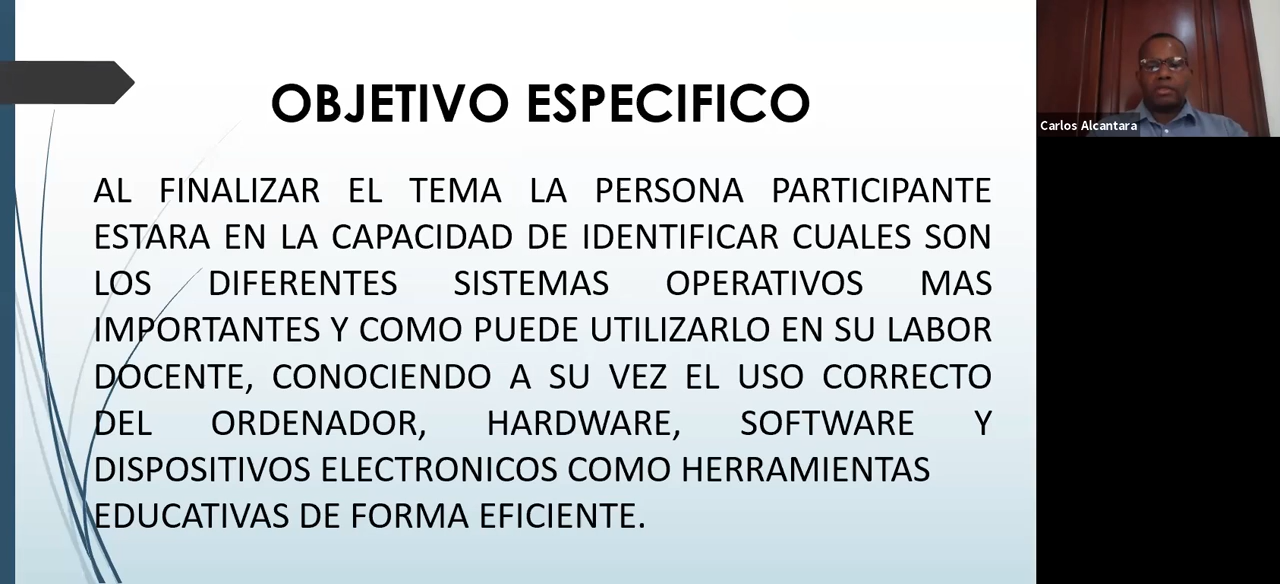 OBJETIVO ESPECIFICO
AL FINALIZAR EL TEMA LA PERSONA PARTICIPANTE
ESTARA EN LA CAPACIDAD DE IDENTIFICAR CUALES SON
LOS DIFERENTES SISTEMAS OPERATIVOS MAS
IMPORTANTES Y COMO PUEDE UTILIZARLO EN SU LABOR
DOCENTE, CONOCIENDO A SU VEZ EL USO CORRECTO
DEL ORDENADOR, HARDWARE, SOFTWARE Y
DISPOSITIVOS ELECTRONICOS COMO HERRAMIENTAS
EDUCATIVAS DE FORMA EFICIENTE.
Carlos Alcantara